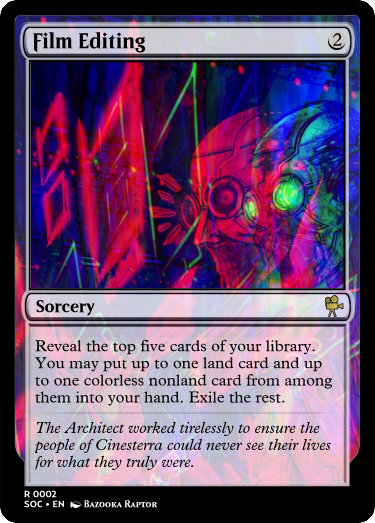 Film Editing 2
Sorcery
Reveal the top five cards of your library.
You may put up to one land card and up
to one colorless nonland card from among
them into your hand. Exile the rest.
The Architect worked tirelessly to ensure the
people of Cinesterra could never see their lives
for what they truly were.
R 0002
SOC • EN Bazooka Raptor